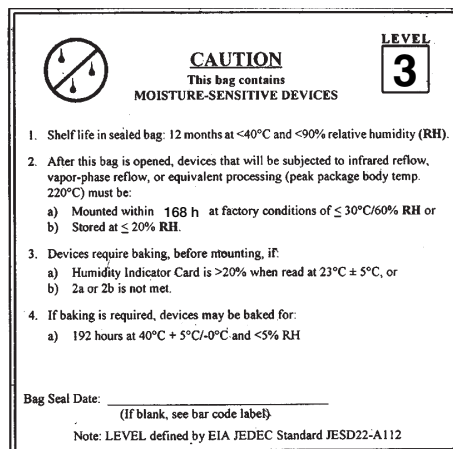 LEVEL
3
CAUTION
This bag contains
MOISTURE-SENSITIVE DEVICES
1. Shelf life in sealed bag: 12 months at <40°C and <90% relative humidity (RH).
2. After this bag is opened, devices that will be subjected to infrared reflow,
vapor-phase reflow, or equivalent processing (peak package body temp.
220°C) must be:
a) Mounted within 168 h at factory conditions of ≤ 30°C/60% RH or
b) Stored at ≤ 20% RH.
3. Devices require baking, before mounting, if:
a) Humidity Indicator Card is >20% when read at 23°C ± 5°C, or
b) 2a or 2b is not met.
4. If baking is required, devices may be baked for:
a) 192 hours at 40°C + 5°C/-0°C and <5% RH
Bag Seal Date:
(If blank, see bar code label)
Note: LEVEL defined by EIA JEDEC Standard JESD22-A112